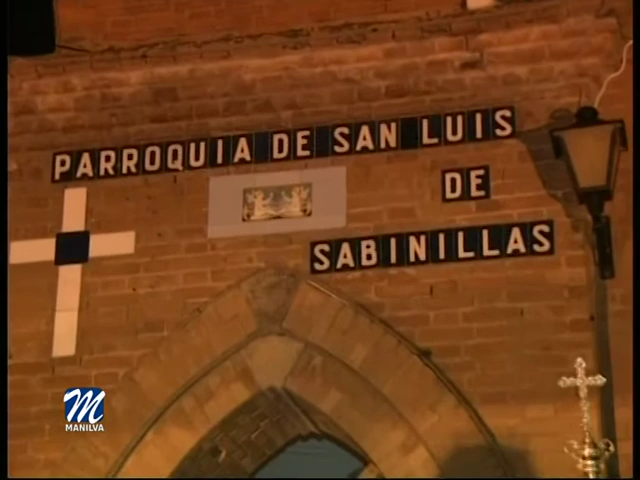 PARROQUIA DE SAN LUIS
DE
SABINILLAS
M
MANILVA